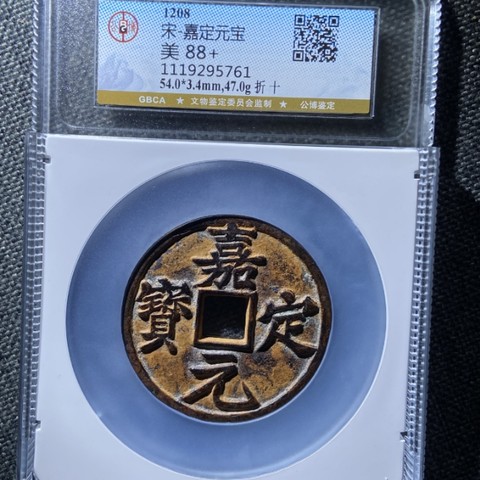 1208
宋-嘉定元宝
美 88+
1119295761
54.0*3.4mm,47.0g 折十
GBCA ★ 文物鉴定委员会监制 ★ 公博鉴定
嘉定元寶